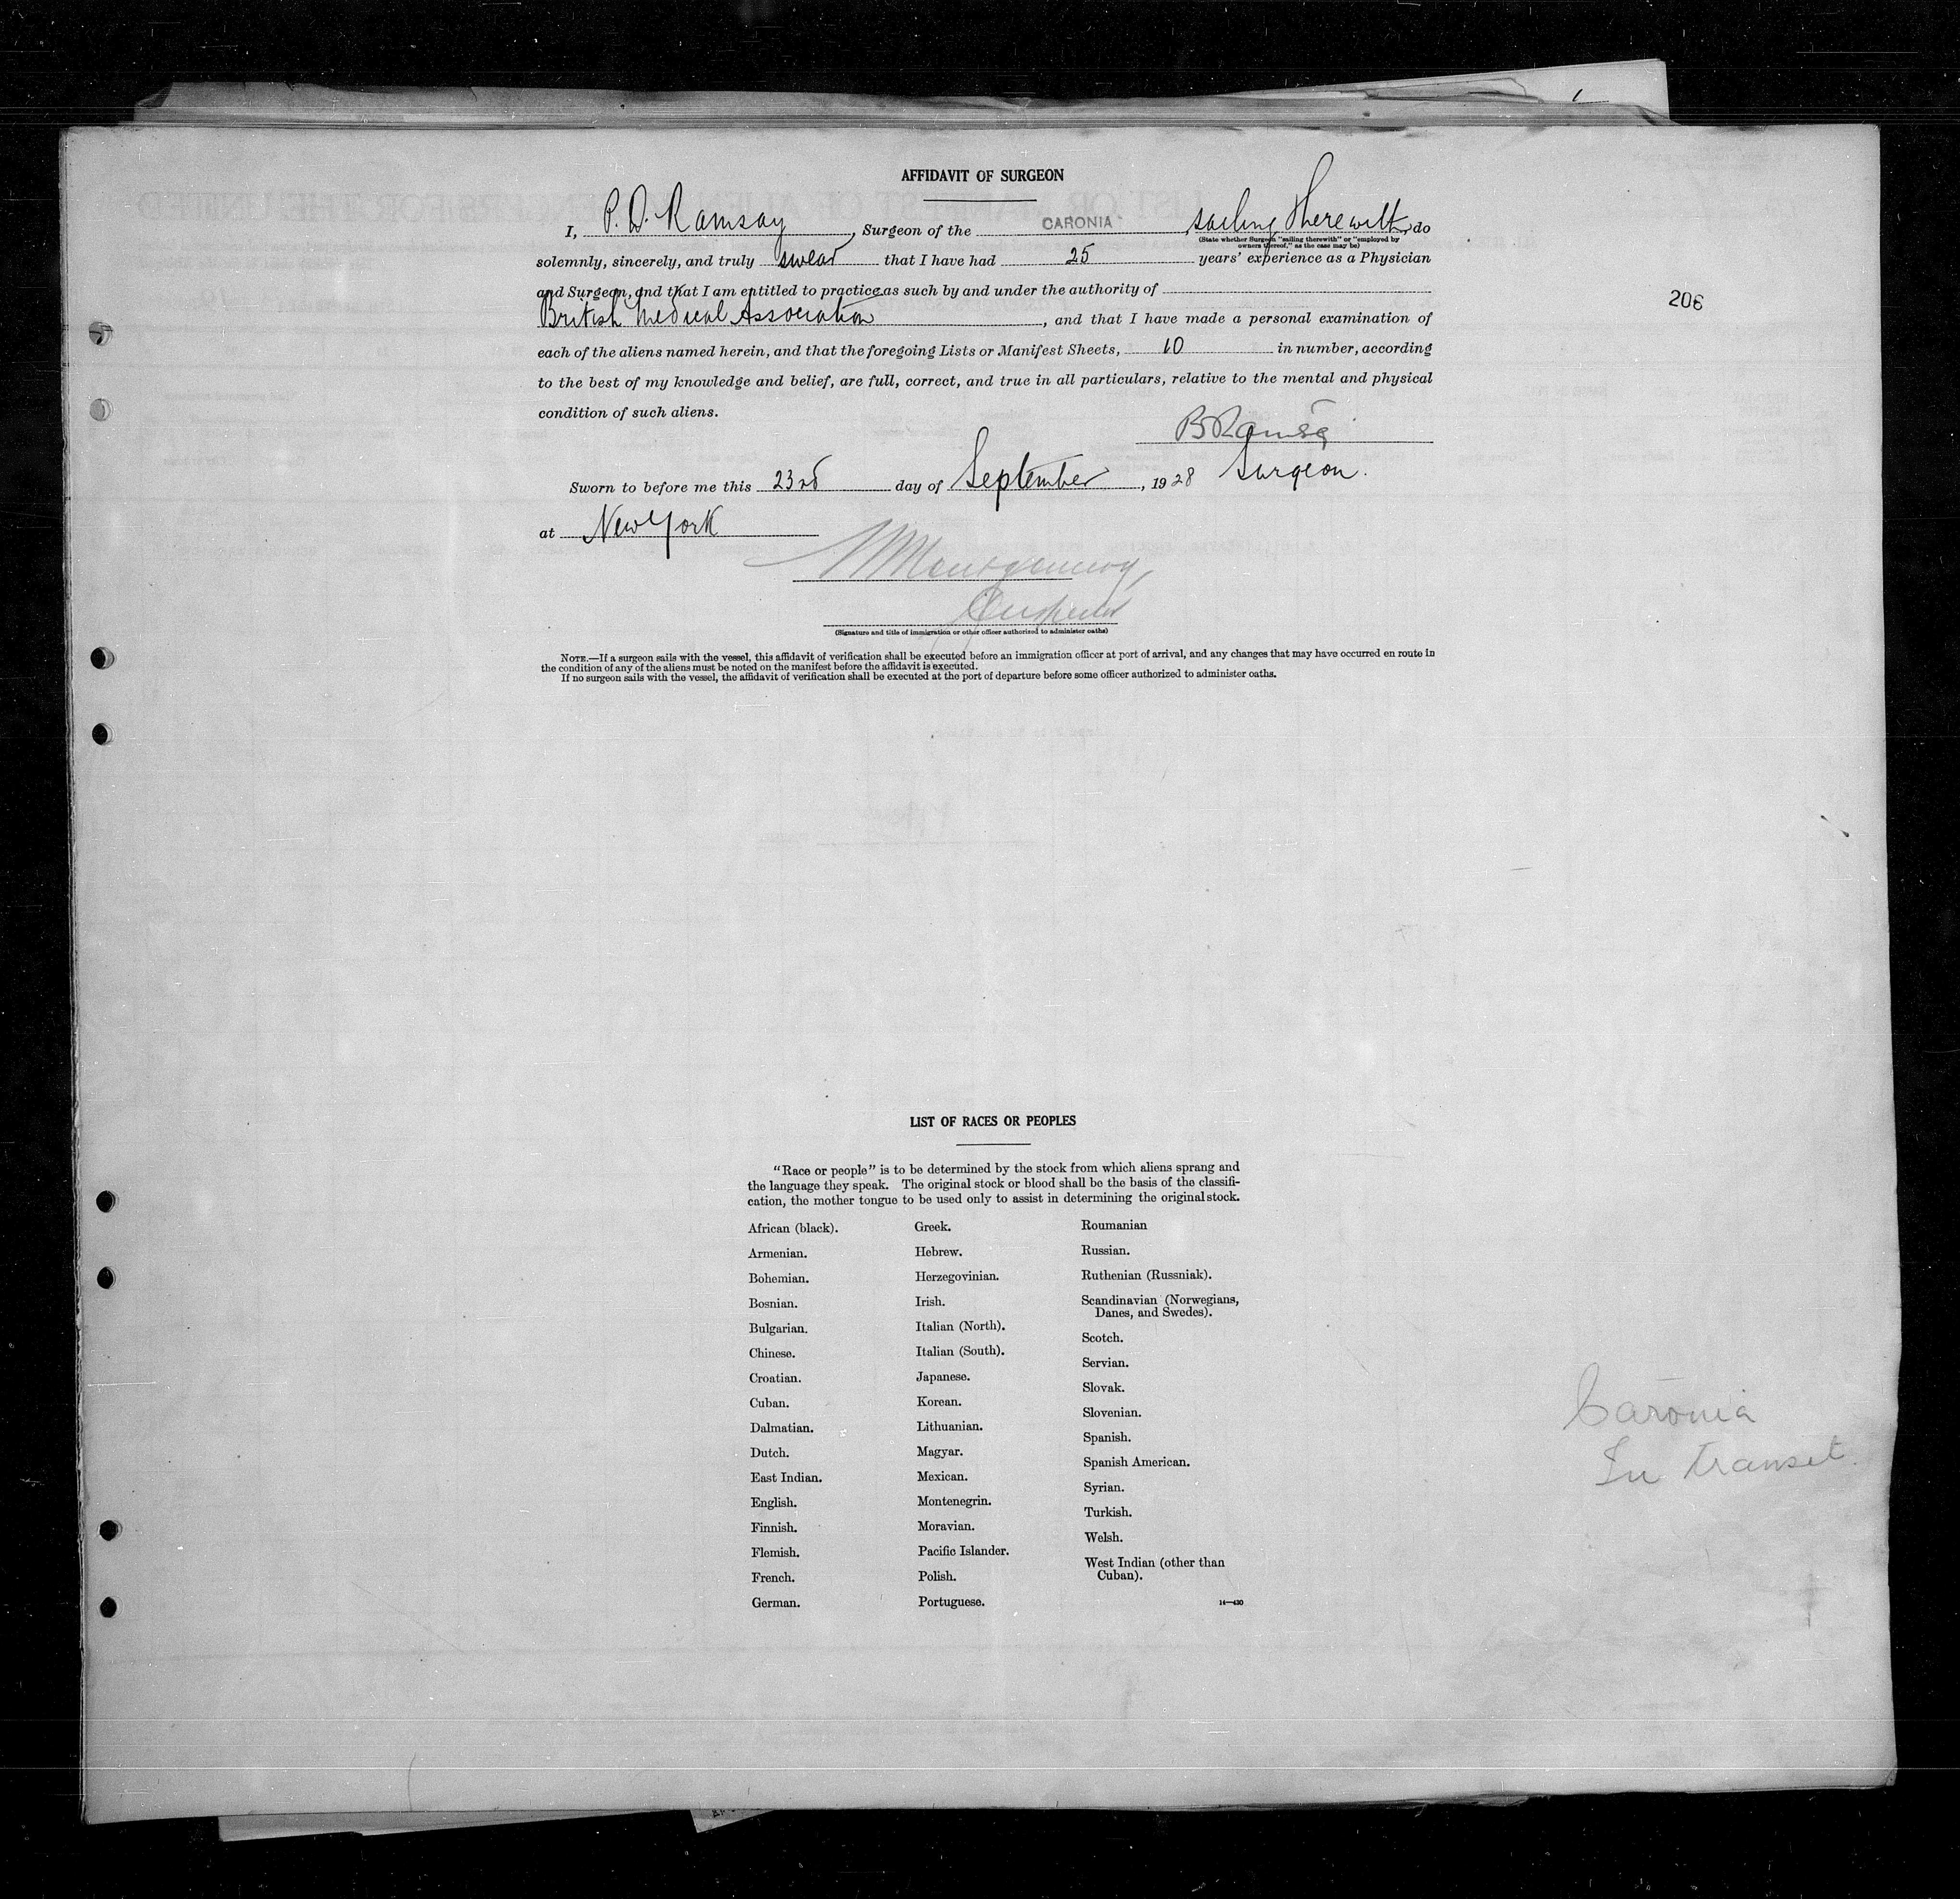 AFFIDAVIT OF SURGEON
I, P. D. Ramsay, Surgeon of the CARONIA, sailing therewith, do
(State whether Surgeon "sailing therewith" or "employed by
owners thereof," as the case may be)
solemnly, sincerely, and truly swear that I have had 25 years' experience as a Physician
and Surgeon, and that I am entitled to practice as such by and under the authority of
British Medical Association, and that I have made a personal examination of
each of the aliens named herein, and that the foregoing Lists or Manifest Sheets, 10 in number, according
to the best of my knowledge and belief, are full, correct, and true in all particulars, relative to the mental and physical
condition of such aliens.
Ramsay
Sworn to before me this 23rd day of September, 1928 Surgeon.
at New York
Montgomery
Inspector
(Signature and title of immigration or other officer authorized to administer oaths)
NOTE.—If a surgeon sails with the vessel, this affidavit of verification shall be executed before an immigration officer at port of arrival, and any changes that may have occurred en route in
the condition of any of the aliens must be noted on the manifest before the affidavit is executed.
If no surgeon sails with the vessel, the affidavit of verification shall be executed at the port of departure before some officer authorized to administer oaths.
206
LIST OF RACES OR PEOPLES
"Race or people" is to be determined by the stock from which aliens sprang and
the language they speak. The original stock or blood shall be the basis of the classifi-
cation, the mother tongue to be used only to assist in determining the original stock.
African (black).
Armenian.
Bohemian.
Bosnian.
Bulgarian.
Chinese.
Croatian.
Cuban.
Dalmatian.
Dutch.
East Indian.
English.
Finnish.
Flemish.
French.
German.
Greek.
Hebrew.
Herzegovinian.
Irish.
Italian (North).
Italian (South).
Japanese.
Korean.
Lithuanian.
Magyar.
Mexican.
Montenegrin.
Moravian.
Pacific Islander.
Polish.
Portuguese.
Roumanian
Russian.
Ruthenian (Russniak).
Scandinavian (Norwegians,
Danes, and Swedes).
Scotch.
Servian.
Slovak.
Slovenian.
Spanish.
Spanish American.
Syrian.
Turkish.
Welsh.
West Indian (other than
Cuban).
14—430
Caronia
In transit.